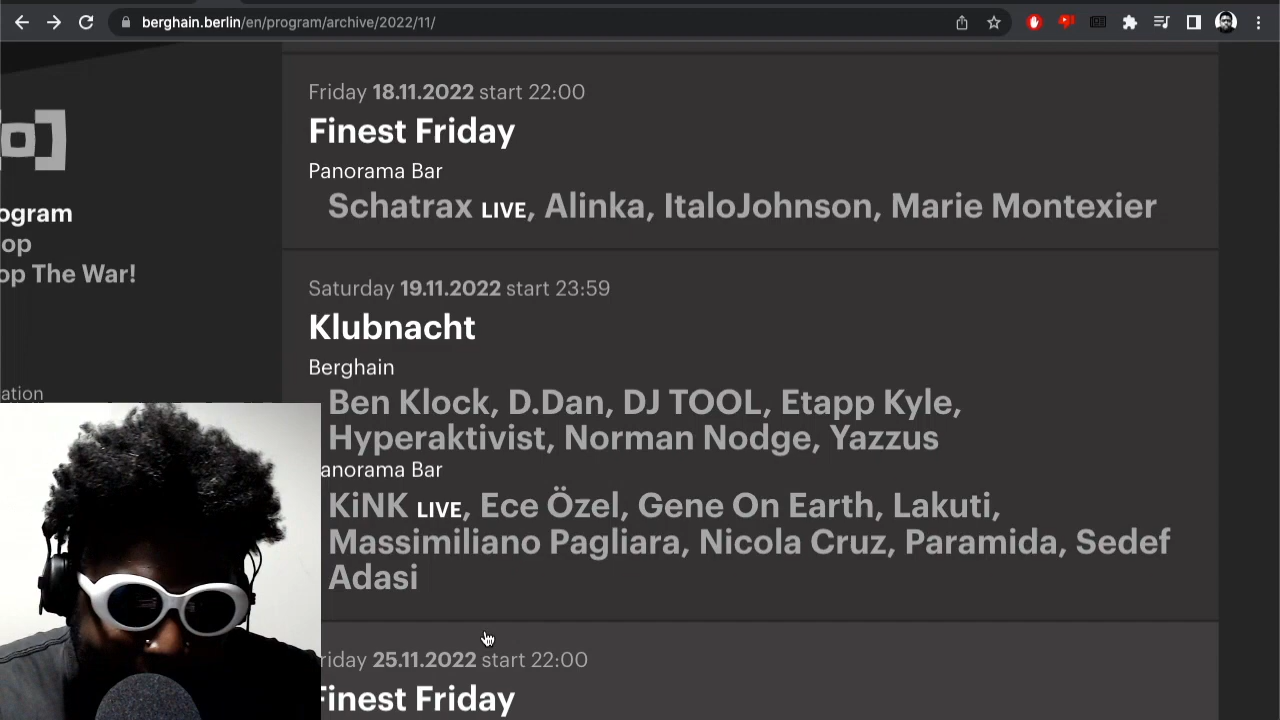 berghain.berlin/en/program/archive/2022/11/
Friday 18.11.2022 start 22:00
Finest Friday
Panorama Bar
Schatrax LIVE, Alinka, ItaloJohnson, Marie Montexier
ogram
op
op The War!
ation
Saturday 19.11.2022 start 23:59
Klubnacht
Berghain
Ben Klock, D.Dan, DJ TOOL, Etapp Kyle,
Hyperaktivist, Norman Nodge, Yazzus
anorama Bar
KiNK LIVE, Ece Özel, Gene On Earth, Lakuti,
Massimiliano Pagliara, Nicola Cruz, Paramida, Sedef
Adasi
riday 25.11.2022 start 22:00
Finest Friday